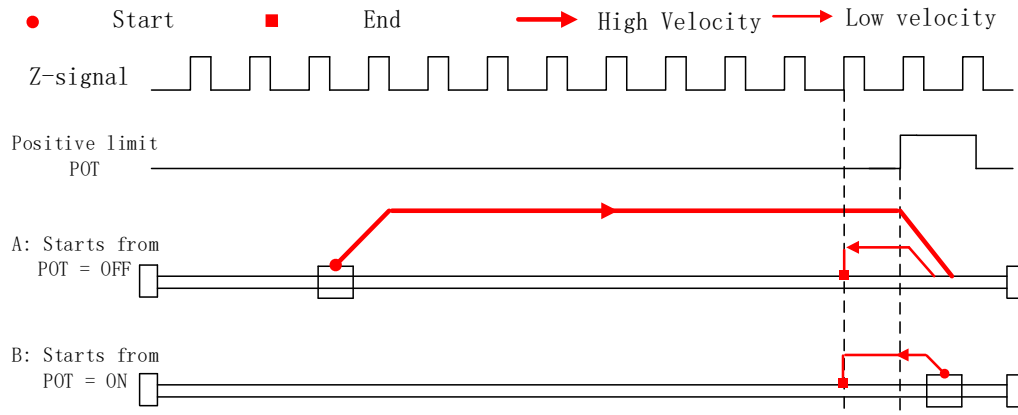 Start End High Velocity Low velocity
Z-signal
Positive limit
POT
A: Starts from
POT = OFF
B: Starts from
POT = ON